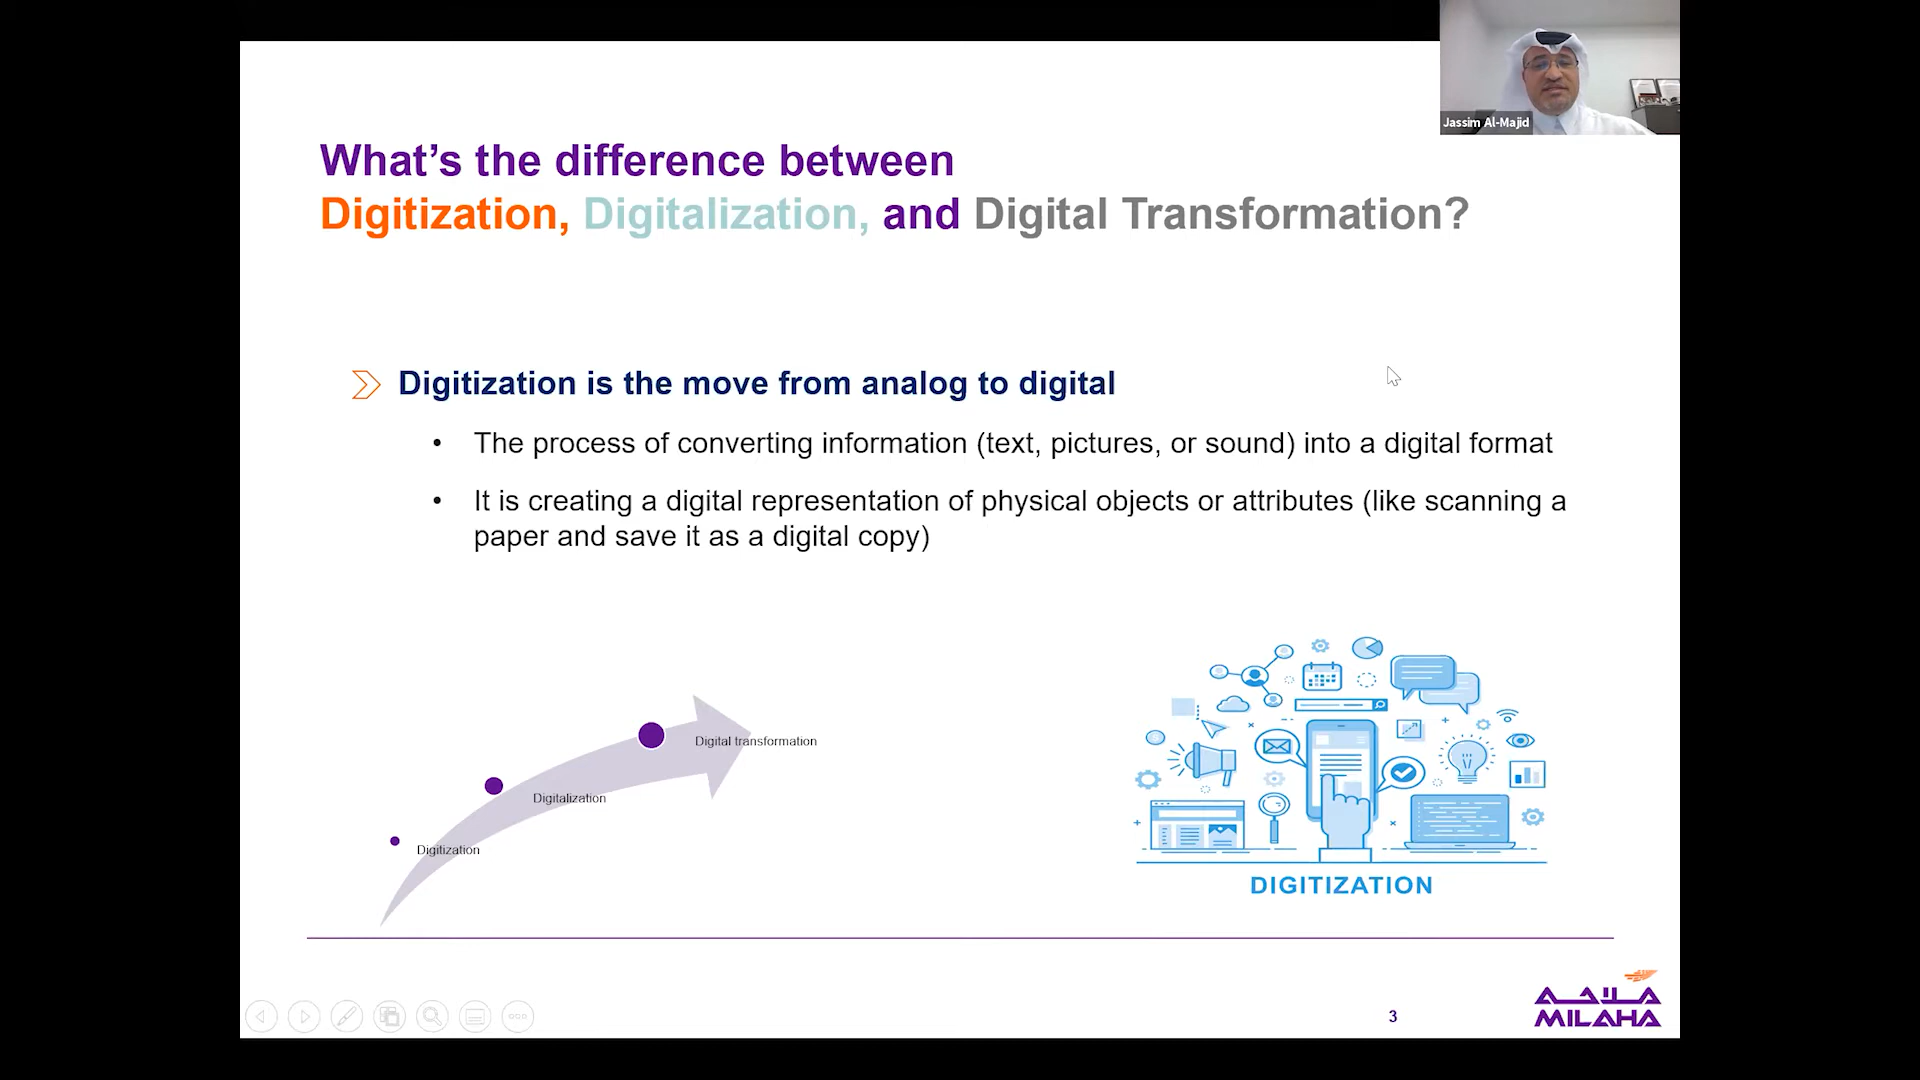 Jassim Al-Majid
What's the difference between
Digitization, Digitalization, and Digital Transformation?
Digitization is the move from analog to digital
• The process of converting information (text, pictures, or sound) into a digital format
• It is creating a digital representation of physical objects or attributes (like scanning a
paper and save it as a digital copy)
Digital transformation
Digitalization
Digitization
DIGITIZATION
3
ملاحة
MILAHA